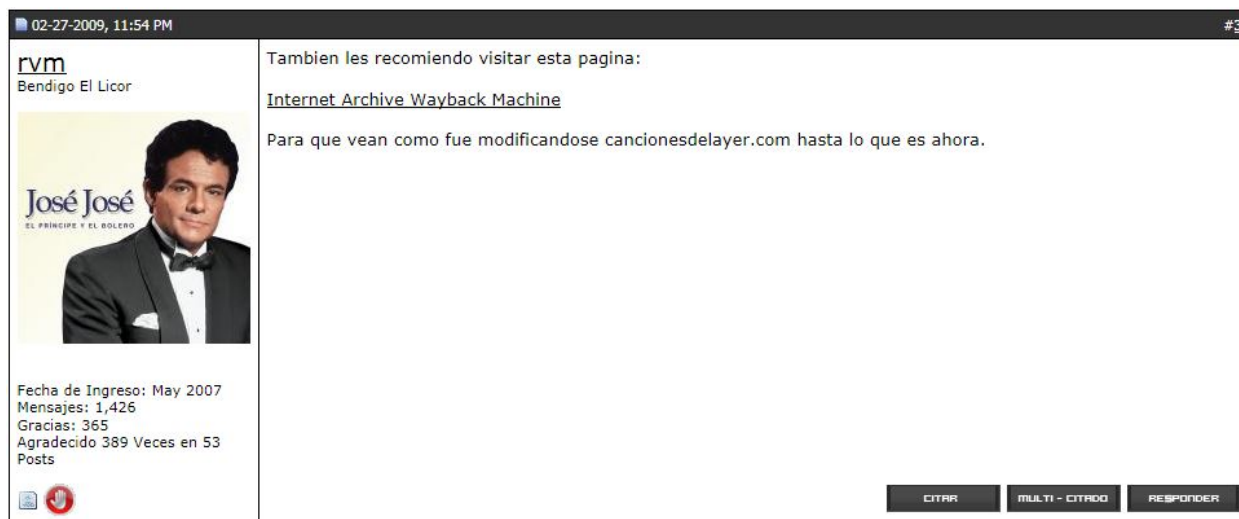 02-27-2009, 11:54 PM
#3
rvm
Bendigo El Licor
José José
EL PRÍNCIPE Y EL BOLERO
Fecha de Ingreso: May 2007
Mensajes: 1,426
Gracias: 365
Agradecido 389 Veces en 53
Posts
Tambien les recomiendo visitar esta pagina:
Internet Archive Wayback Machine
Para que vean como fue modificandose cancionesdelayer.com hasta lo que es ahora.
CITAR
MULTI - CITADO
RESPONDER